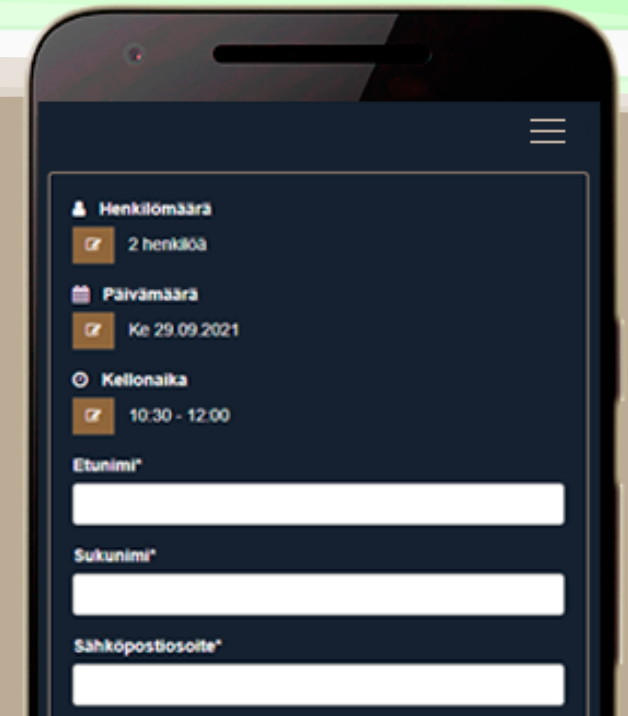 Henkilömäärä
2 henkilöä
Päivämäärä
Ke 29.09.2021
Kellonaika
10:30 - 12:00
Etunimi*
Sukunimi*
Sähköpostiosoite*